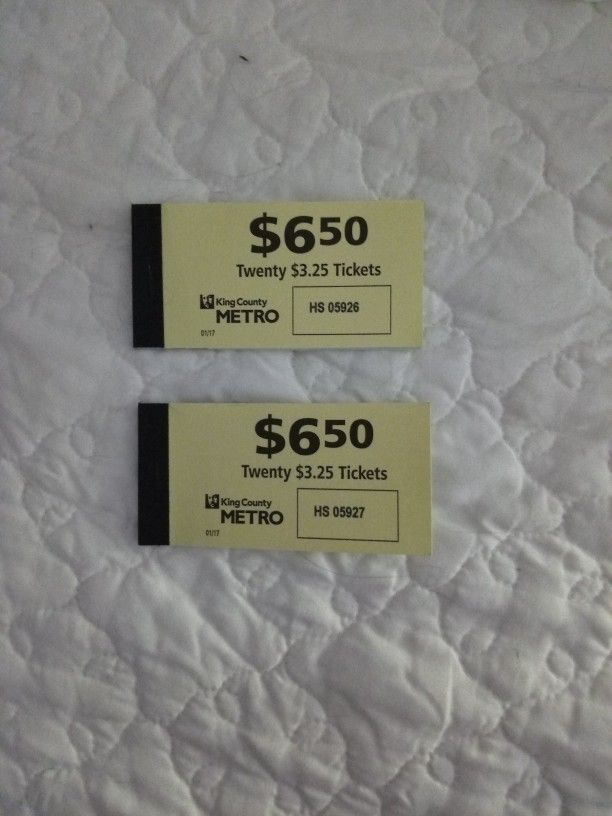 $650
Twenty $3.25 Tickets
King County
METRO
HS 05926
01/17
$650
Twenty $3.25 Tickets
King County
METRO
HS 05927
01/17